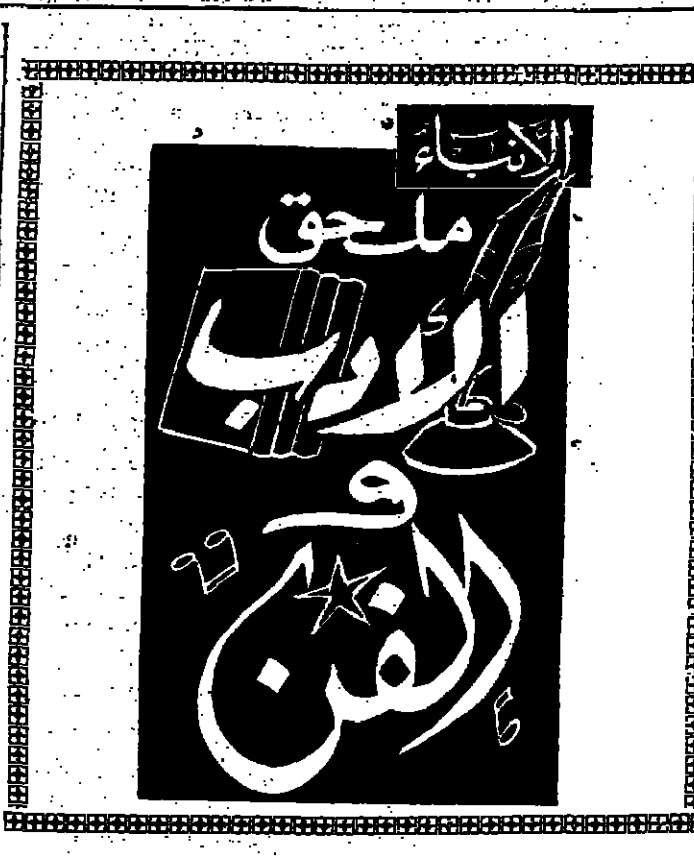 الأنباء
ملحق
الأدب
و
الفن